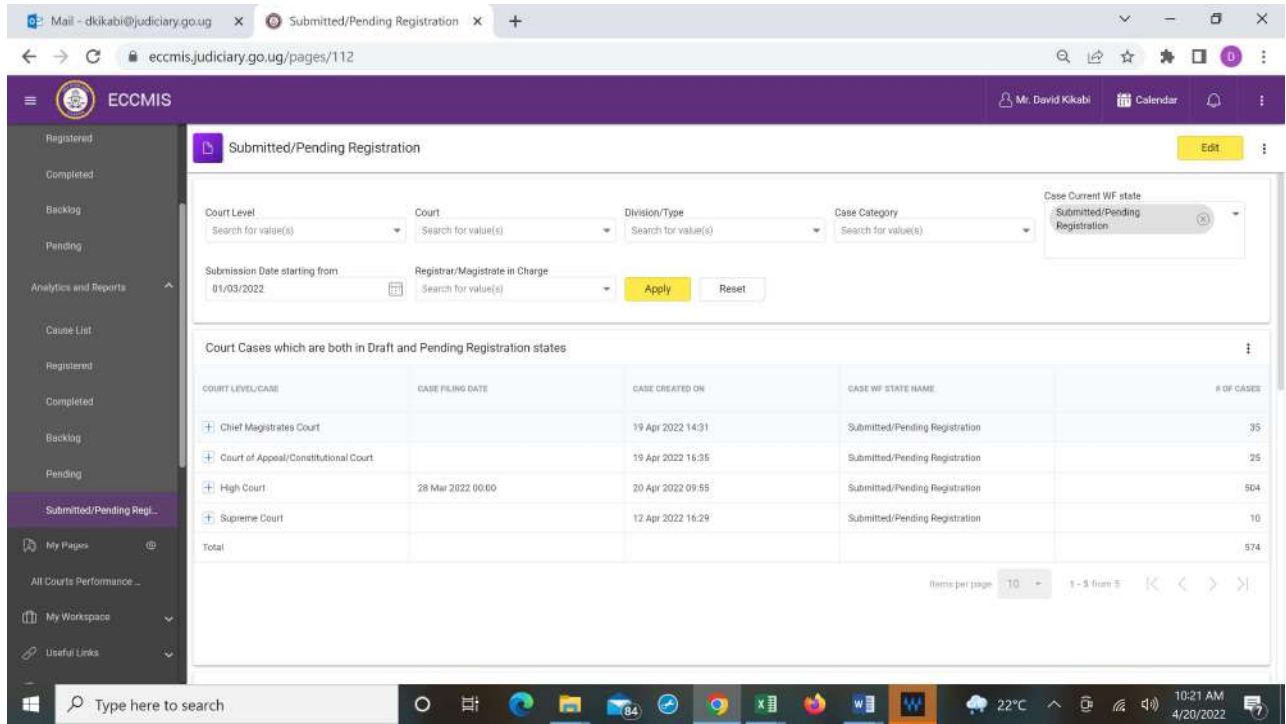 Mail - dkikabi@judiciary.go.ug
Submitted/Pending Registration
eccmis.judiciary.go.ug/pages/112
D
ECCMIS
Mr. David Kikabi
Calendar
Registered
Completed
Backlog
Pending
Analytics and Reports
Cause List
Registered
Completed
Backlog
Pending
Submitted/Pending Regi...
My Pages
All Courts Performance ...
My Workspace
Useful Links
Submitted/Pending Registration
Edit
Court Level
Search for value(s)
Court
Search for value(s)
Division/Type
Search for value(s)
Case Category
Search for value(s)
Case Current WF state
Submitted/Pending
Registration
Submission Date starting from
01/03/2022
Registrar/Magistrate in Charge
Search for value(s)
Apply
Reset
Court Cases which are both in Draft and Pending Registration states
COURT LEVEL/CASE CASE FILING DATE CASE CREATED ON CASE WF STATE NAME # OF CASES
Chief Magistrates Court 19 Apr 2022 14:31 Submitted/Pending Registration 35
Court of Appeal/Constitutional Court 19 Apr 2022 16:35 Submitted/Pending Registration 25
High Court 28 Mar 2022 00:00 20 Apr 2022 09:55 Submitted/Pending Registration 504
Supreme Court 12 Apr 2022 16:29 Submitted/Pending Registration 10
Total 574
Items per page 10 1 - 5 from 5
Type here to search
84
22°C
10:21 AM
4/20/2022
7